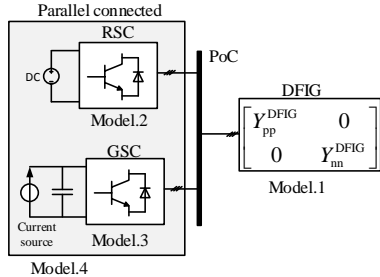 Parallel connected
RSC
DC
Model.2
PoC
DFIG
Y_pp^DFIG 0
0 Y_nn^DFIG
Model.1
GSC
Current
source
Model.3
Model.4